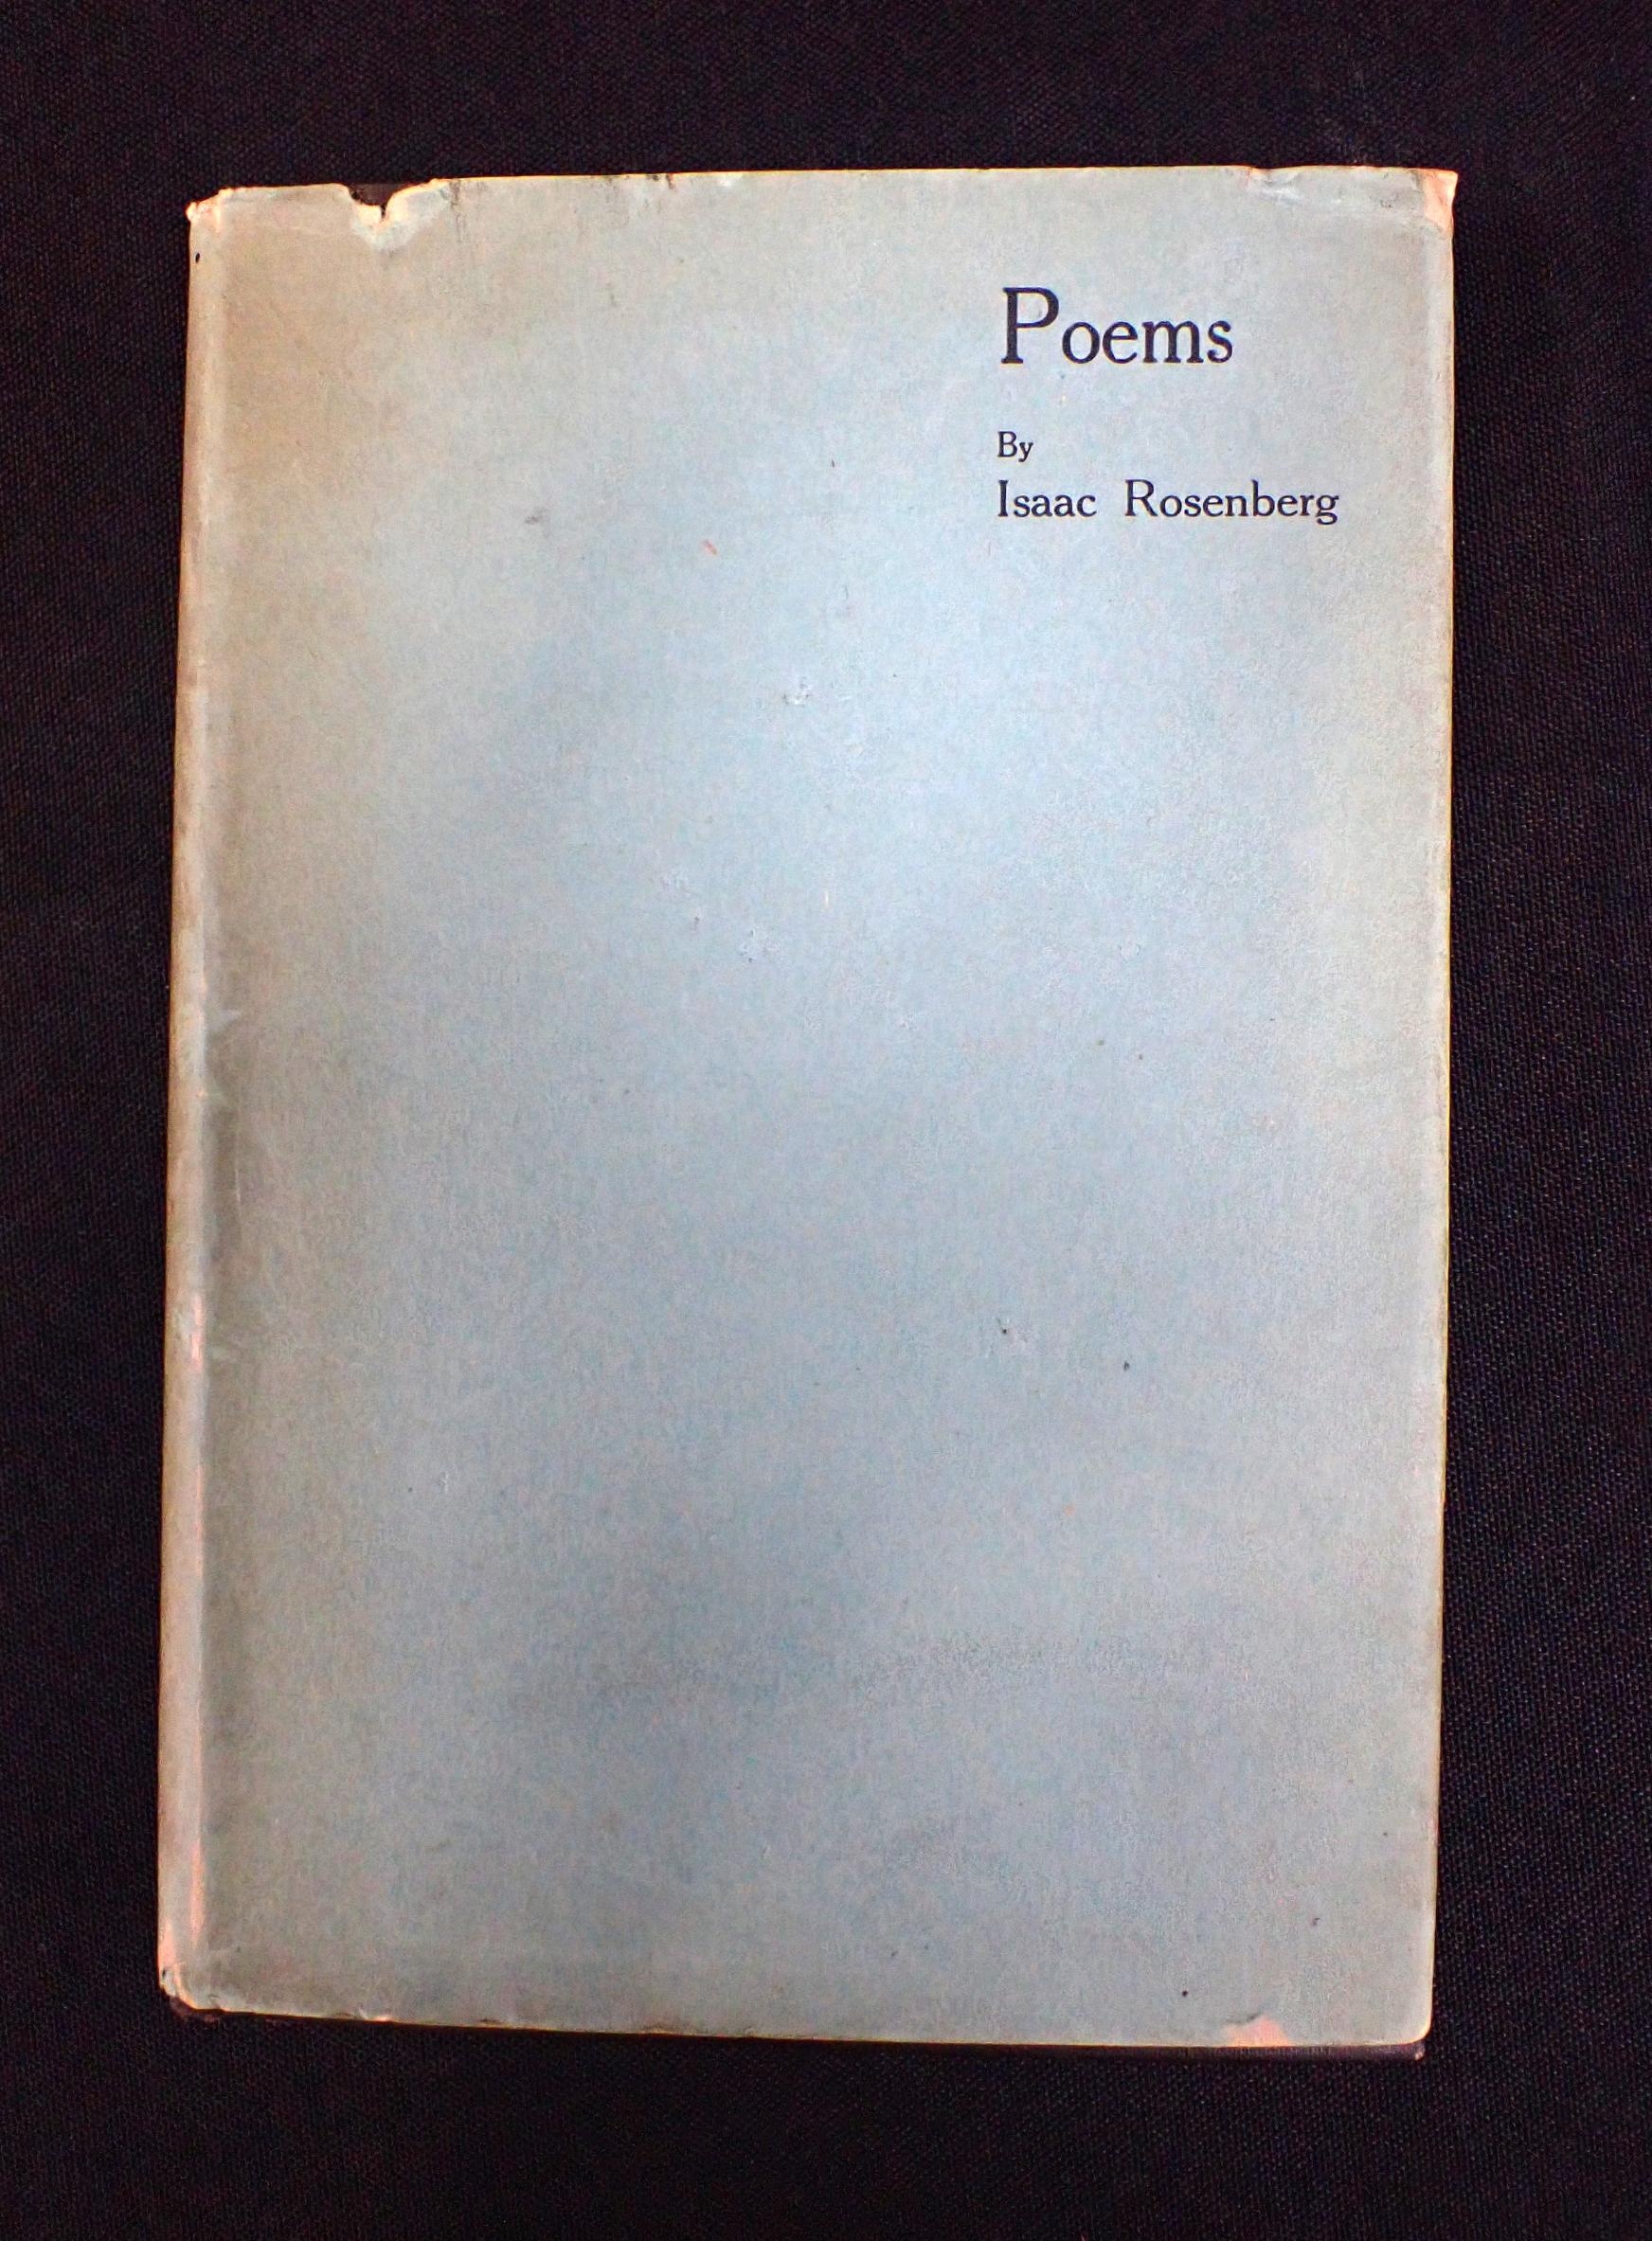 Poems
By
Isaac Rosenberg